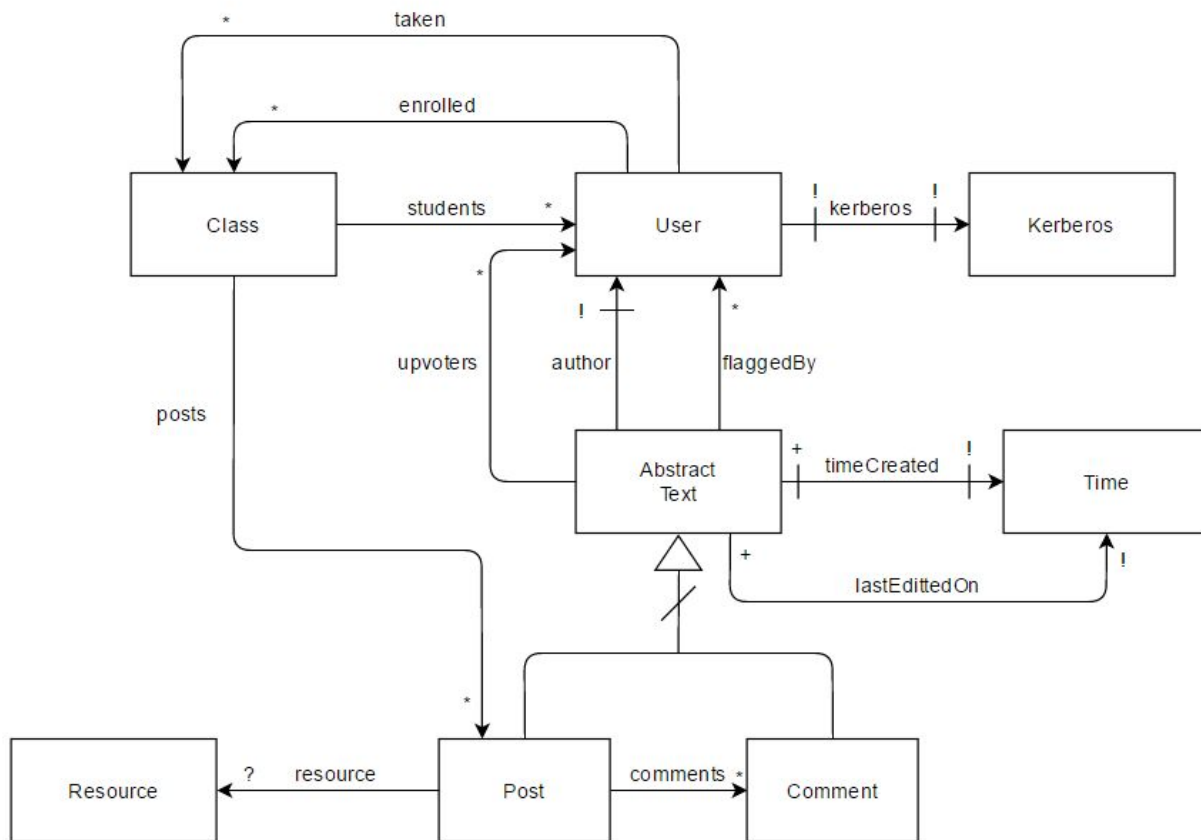 * taken
* enrolled
Class
students *
User
! kerberos !
Kerberos
*
upvoters
!
author
*
flaggedBy
posts
Abstract
Text
+ timeCreated !
Time
+
lastEdittedOn
!
*
Resource
? resource
Post
comments *
Comment